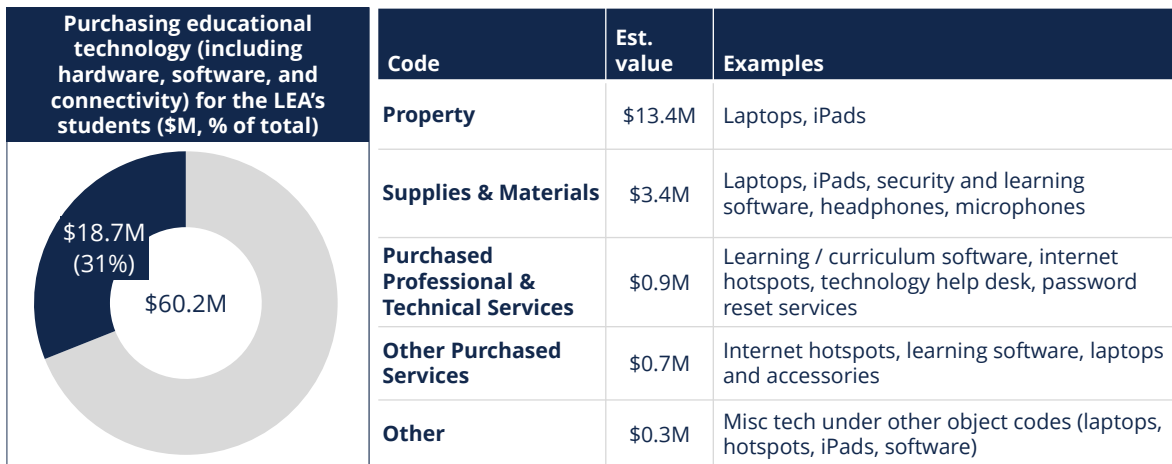 Purchasing educational
technology (including
hardware, software, and
connectivity) for the LEA’s
students ($M, % of total)
$18.7M
(31%)
$60.2M
Code
Est.
value
Examples
Property
$13.4M
Laptops, iPads
Supplies & Materials
$3.4M
Laptops, iPads, security and learning
software, headphones, microphones
Purchased
Professional &
Technical Services
$0.9M
Learning / curriculum software, internet
hotspots, technology help desk, password
reset services
Other Purchased
Services
$0.7M
Internet hotspots, learning software, laptops
and accessories
Other
$0.3M
Misc tech under other object codes (laptops,
hotspots, iPads, software)